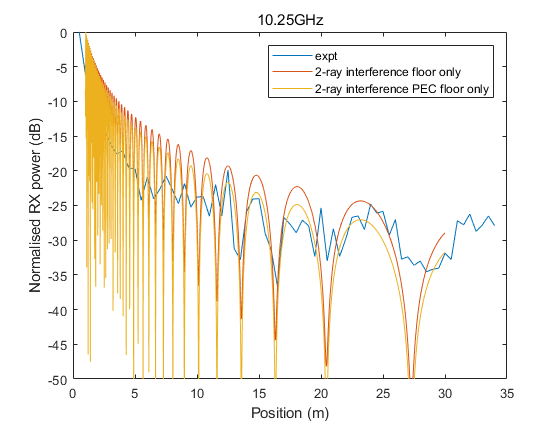 10.25GHz
Normalised RX power (dB)
0
-5
-10
-15
-20
-25
-30
-35
-40
-45
-50
expt
2-ray interference floor only
2-ray interference PEC floor only
0 5 10 15 20 25 30 35
Position (m)